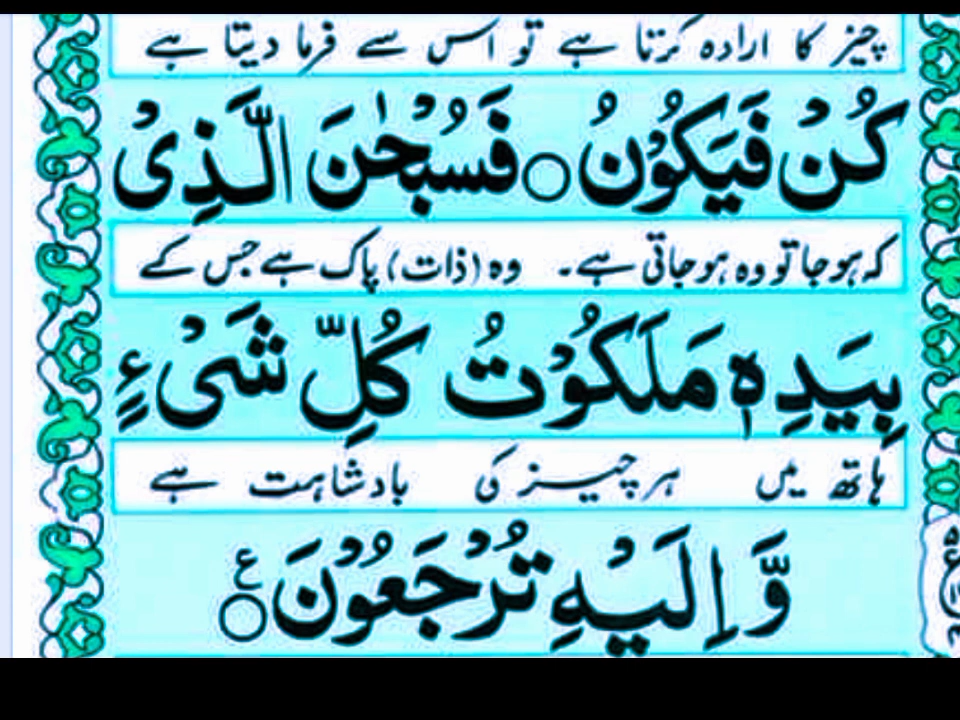 چیز کا ارادہ کرتا ہے تو اس سے فرما دیتا ہے
كُنْ فَيَكُوْنُ ○ فَسُبْحٰنَ الَّذِىْ
کہ ہو جا تو وہ ہو جاتی ہے۔ وہ (ذات) پاک ہے جس کے
بِيَدِهٖ مَلَكُوْتُ كُلِّ شَىْءٍ
ہاتھ میں ہر چیز کی بادشاہت ہے
وَّاِلَيْهِ تُرْجَعُوْنَ ○ ع